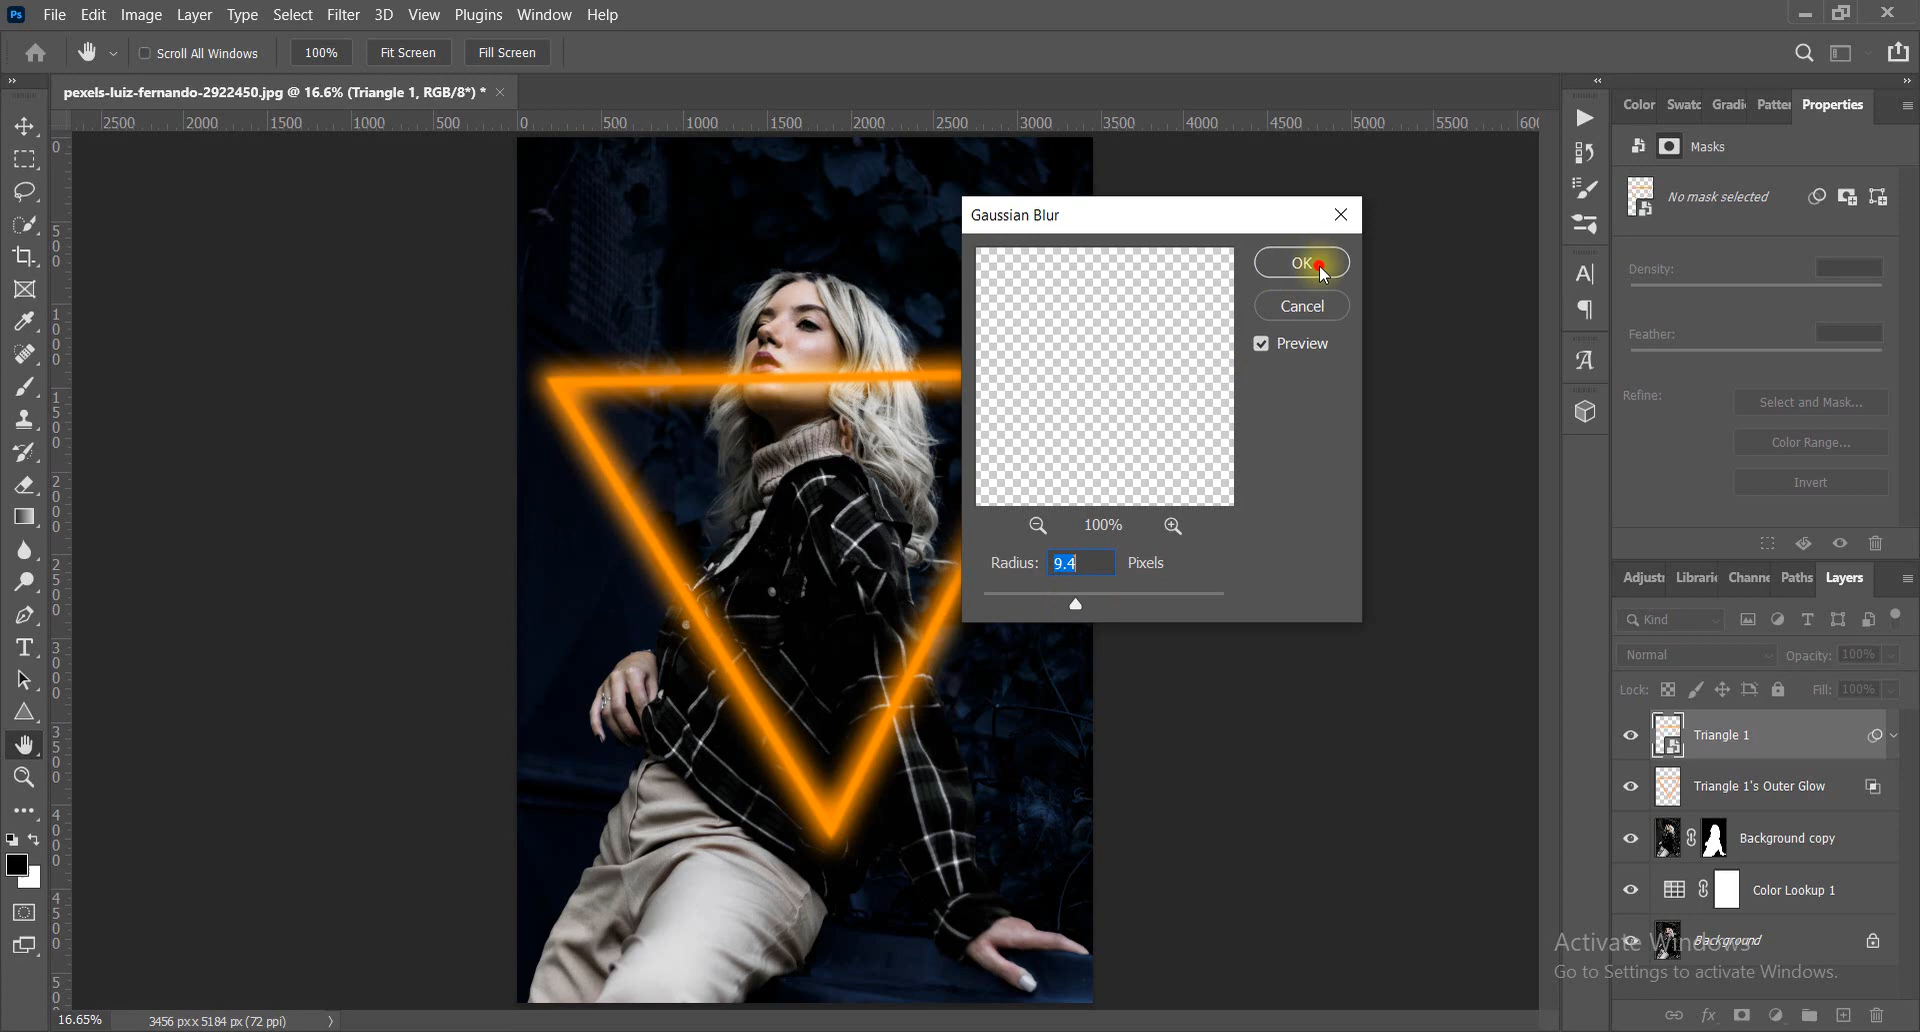 Ps File Edit Image Layer Type Select Filter 3D View Plugins Window Help
Scroll All Windows 100% Fit Screen Fill Screen
pexels-luiz-fernando-2922450.jpg @ 16.6% (Triangle 1, RGB/8*) *
2500 2000 1500 1000 500 0 500 1000 1500 2000 2500 3000 3500 4000 4500 5000 5500 600
Color Swatc Gradi Patter Properties
Masks
No mask selected
Density:
Feather:
Refine: Select and Mask...
Color Range...
Invert
Gaussian Blur
OK
Cancel
Preview
100%
Radius: 9.4 Pixels
Adjust Librari Channe Paths Layers
Kind
Normal Opacity: 100%
Lock: Fill: 100%
Triangle 1
Triangle 1's Outer Glow
Background copy
Color Lookup 1
Background
Activate Windows
Go to Settings to activate Windows.
16.65% 3456 px x 5184 px (72 ppi)